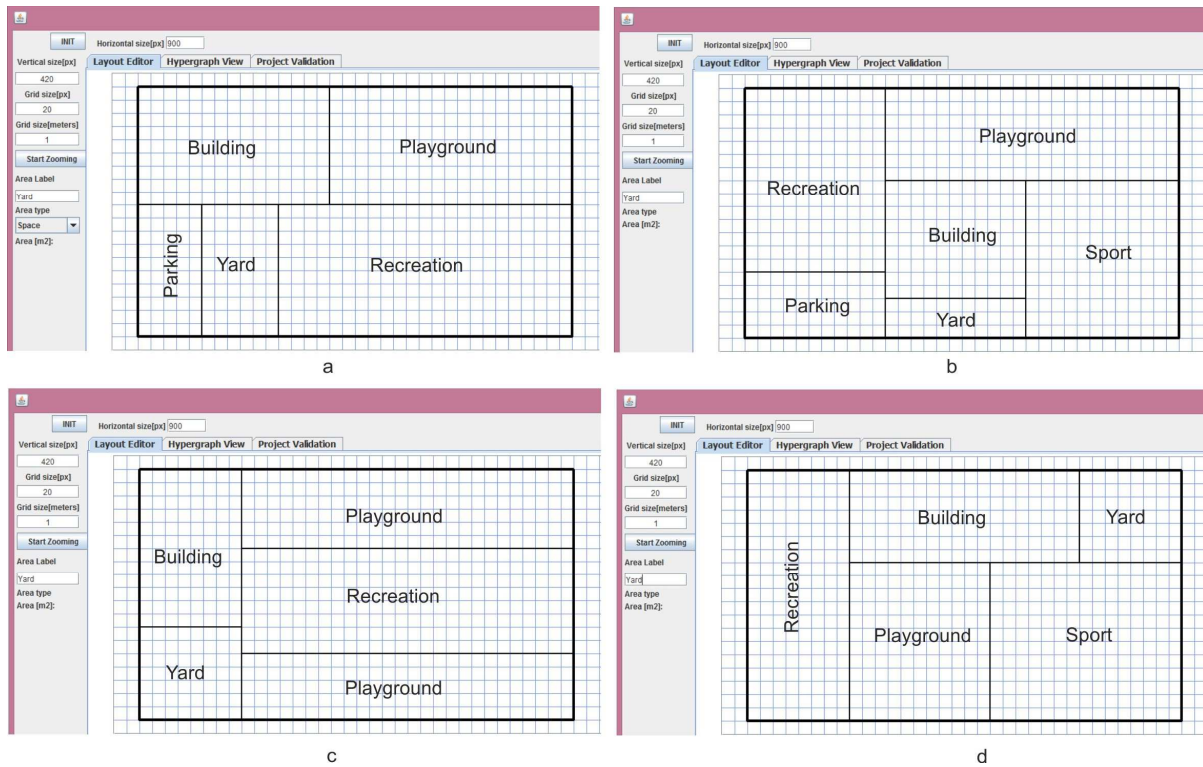 INIT
Horizontal size[px] 900
Vertical size[px]
420
Grid size[px]
20
Grid size[meters]
1
Start Zooming
Area Label
Yard
Area type
Space
Area [m2]:
Layout Editor Hypergraph View Project Validation
Building
Playground
Parking
Yard
Recreation
a
INIT
Horizontal size[px] 900
Vertical size[px]
420
Grid size[px]
20
Grid size[meters]
1
Start Zooming
Area Label
Yard
Area type
Area [m2]:
Layout Editor Hypergraph View Project Validation
Playground
Recreation
Building
Sport
Parking
Yard
b
INIT
Horizontal size[px] 900
Vertical size[px]
420
Grid size[px]
20
Grid size[meters]
1
Start Zooming
Area Label
Yard
Area type
Area [m2]:
Layout Editor Hypergraph View Project Validation
Playground
Building
Recreation
Yard
Playground
c
INIT
Horizontal size[px] 900
Vertical size[px]
420
Grid size[px]
20
Grid size[meters]
1
Start Zooming
Area Label
Yard
Area type
Area [m2]:
Layout Editor Hypergraph View Project Validation
Building
Yard
Recreation
Playground
Sport
d